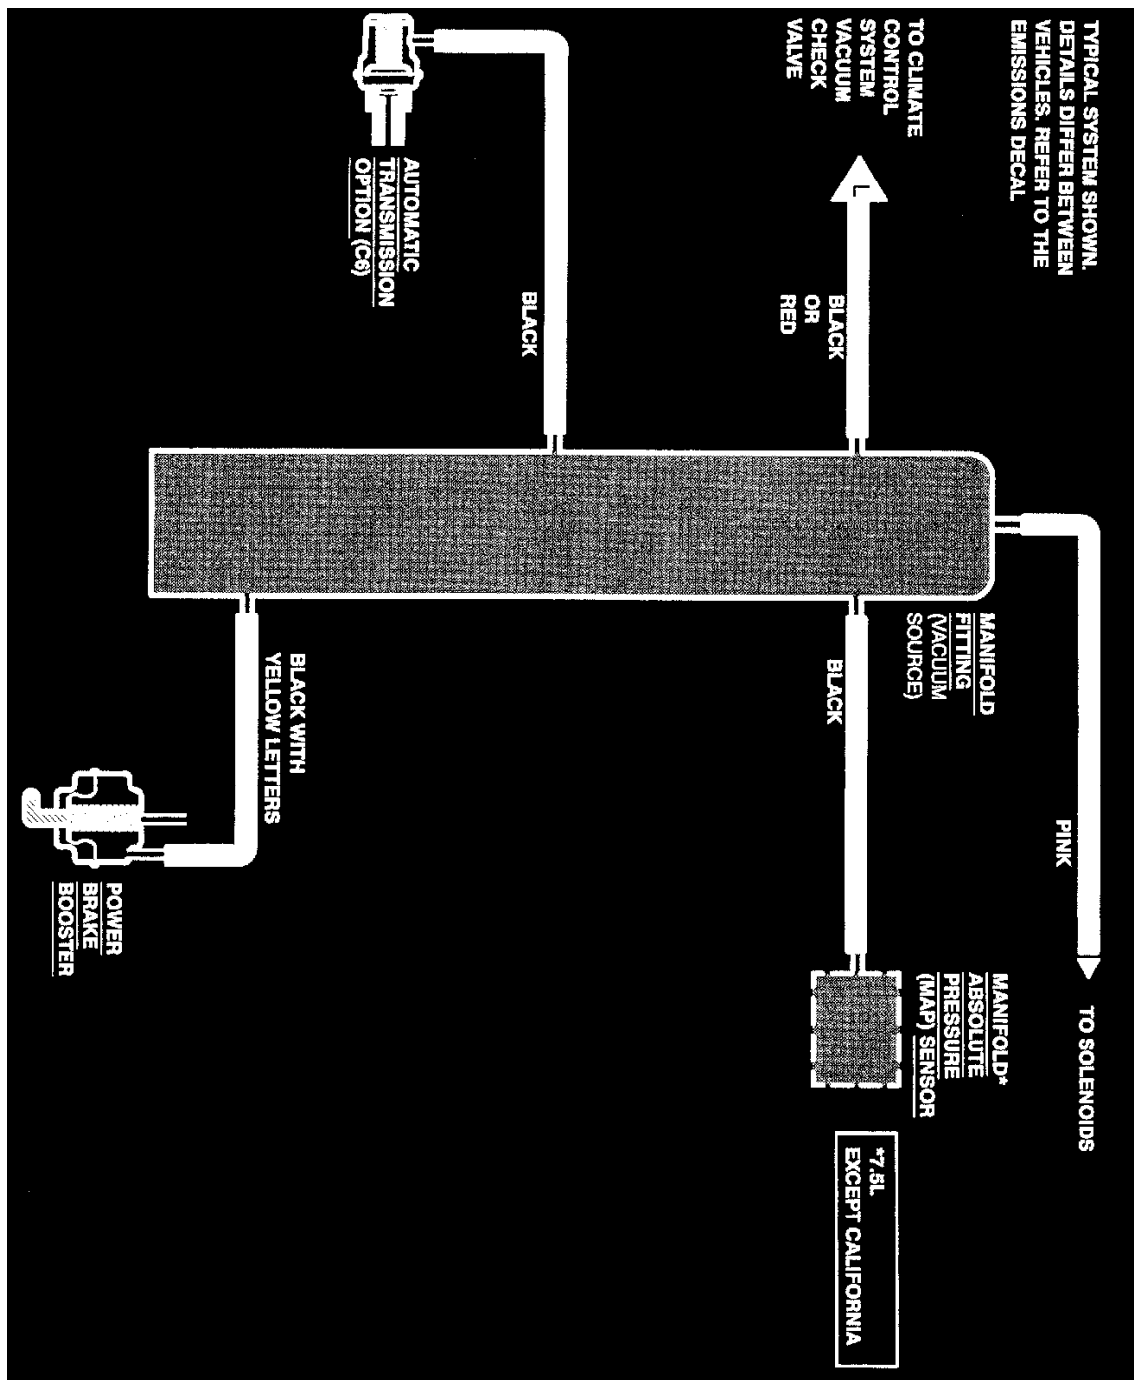 TYPICAL SYSTEM SHOWN.
DETAILS DIFFER BETWEEN
VEHICLES. REFER TO THE
EMISSIONS DECAL
TO CLIMATE
CONTROL
SYSTEM
VACUUM
CHECK
VALVE
L
BLACK
OR
RED
AUTOMATIC
TRANSMISSION
OPTION (C6)
BLACK
MANIFOLD
FITTING
(VACUUM
SOURCE)
PINK
TO SOLENOIDS
BLACK
MANIFOLD*
ABSOLUTE
PRESSURE
(MAP) SENSOR
*7.5L
EXCEPT CALIFORNIA
BLACK WITH
YELLOW LETTERS
POWER
BRAKE
BOOSTER